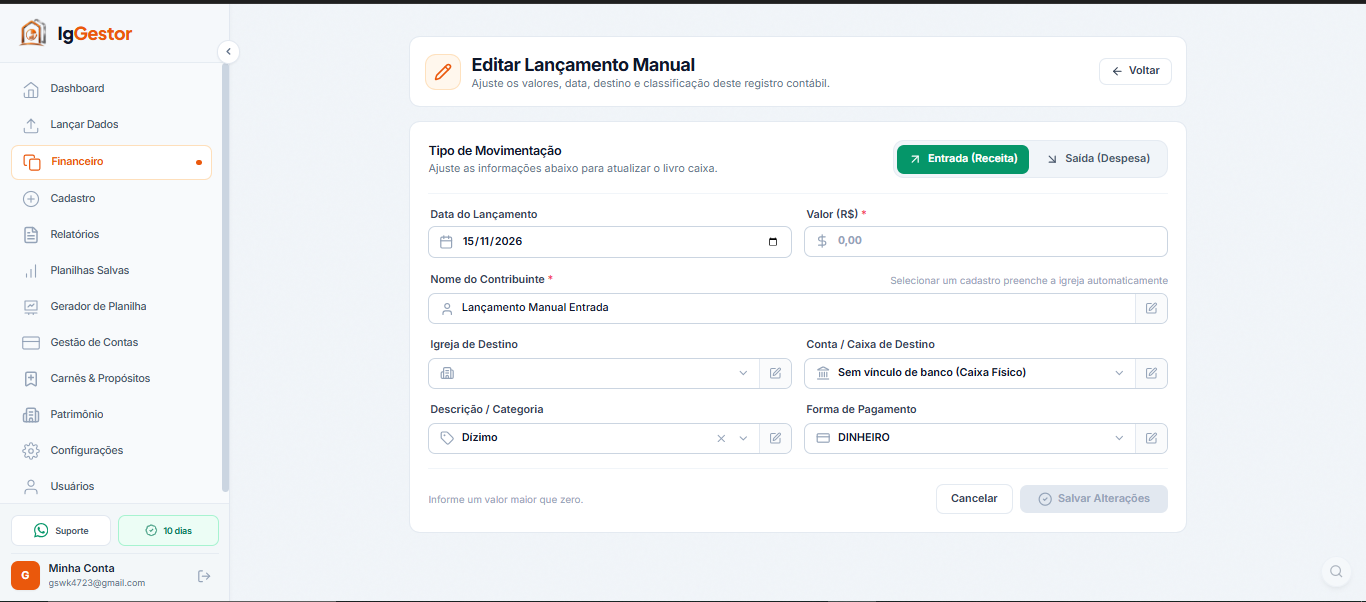 IgGestor
Dashboard
Lançar Dados
Financeiro
Cadastro
Relatórios
Planilhas Salvas
Gerador de Planilha
Gestão de Contas
Carnês & Propósitos
Patrimônio
Configurações
Usuários
Suporte
10 dias
G
Minha Conta
gswk4723@gmail.com
Editar Lançamento Manual
Ajuste os valores, data, destino e classificação deste registro contábil.
Voltar
Tipo de Movimentação
Ajuste as informações abaixo para atualizar o livro caixa.
Entrada (Receita)
Saída (Despesa)
Data do Lançamento
15/11/2026
Valor (R$) *
0,00
Nome do Contribuinte *
Selecionar um cadastro preenche a igreja automaticamente
Lançamento Manual Entrada
Igreja de Destino
Conta / Caixa de Destino
Sem vínculo de banco (Caixa Físico)
Descrição / Categoria
Dízimo
Forma de Pagamento
DINHEIRO
Informe um valor maior que zero.
Cancelar
Salvar Alterações